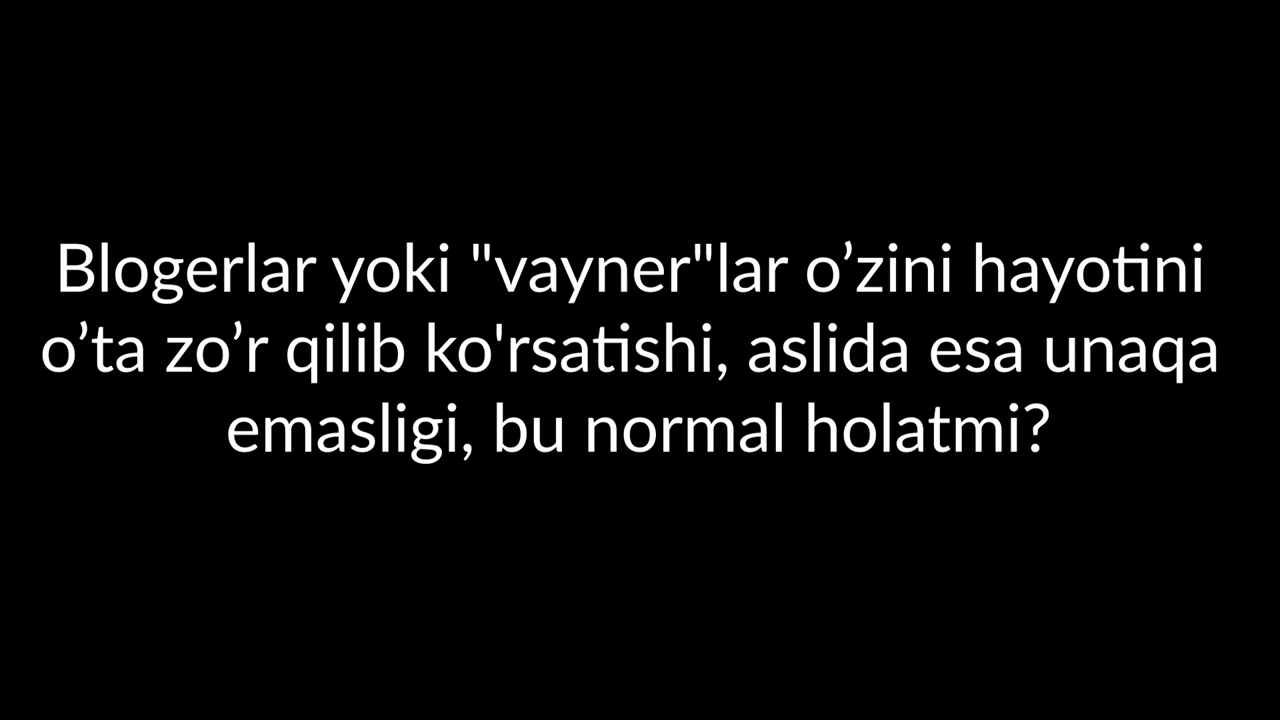 Blogerlar yoki "vayner"lar o’zini hayotini
o’ta zo’r qilib ko'rsatishi, aslida esa unaqa
emasligi, bu normal holatmi?